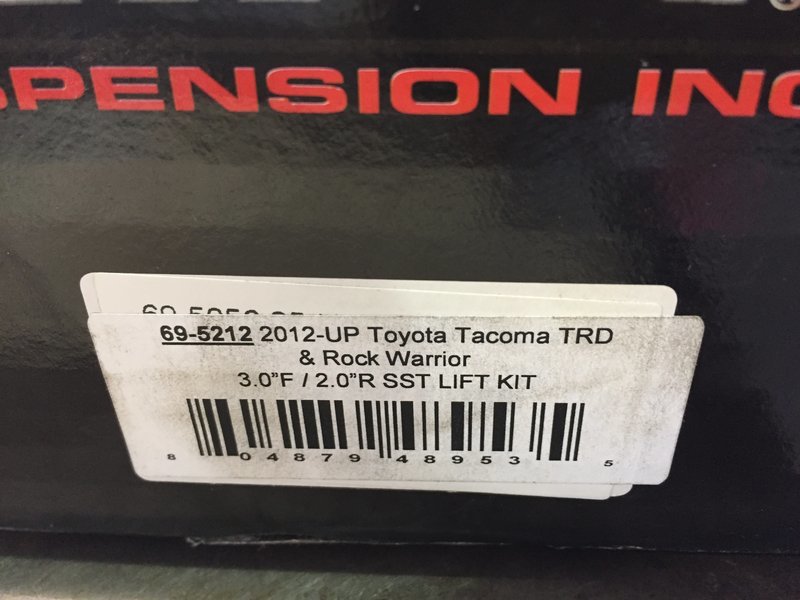 SPENSION INC
69-5212 2012-UP Toyota Tacoma TRD
& Rock Warrior
3.0”F / 2.0”R SST LIFT KIT
8 04879 48953 5